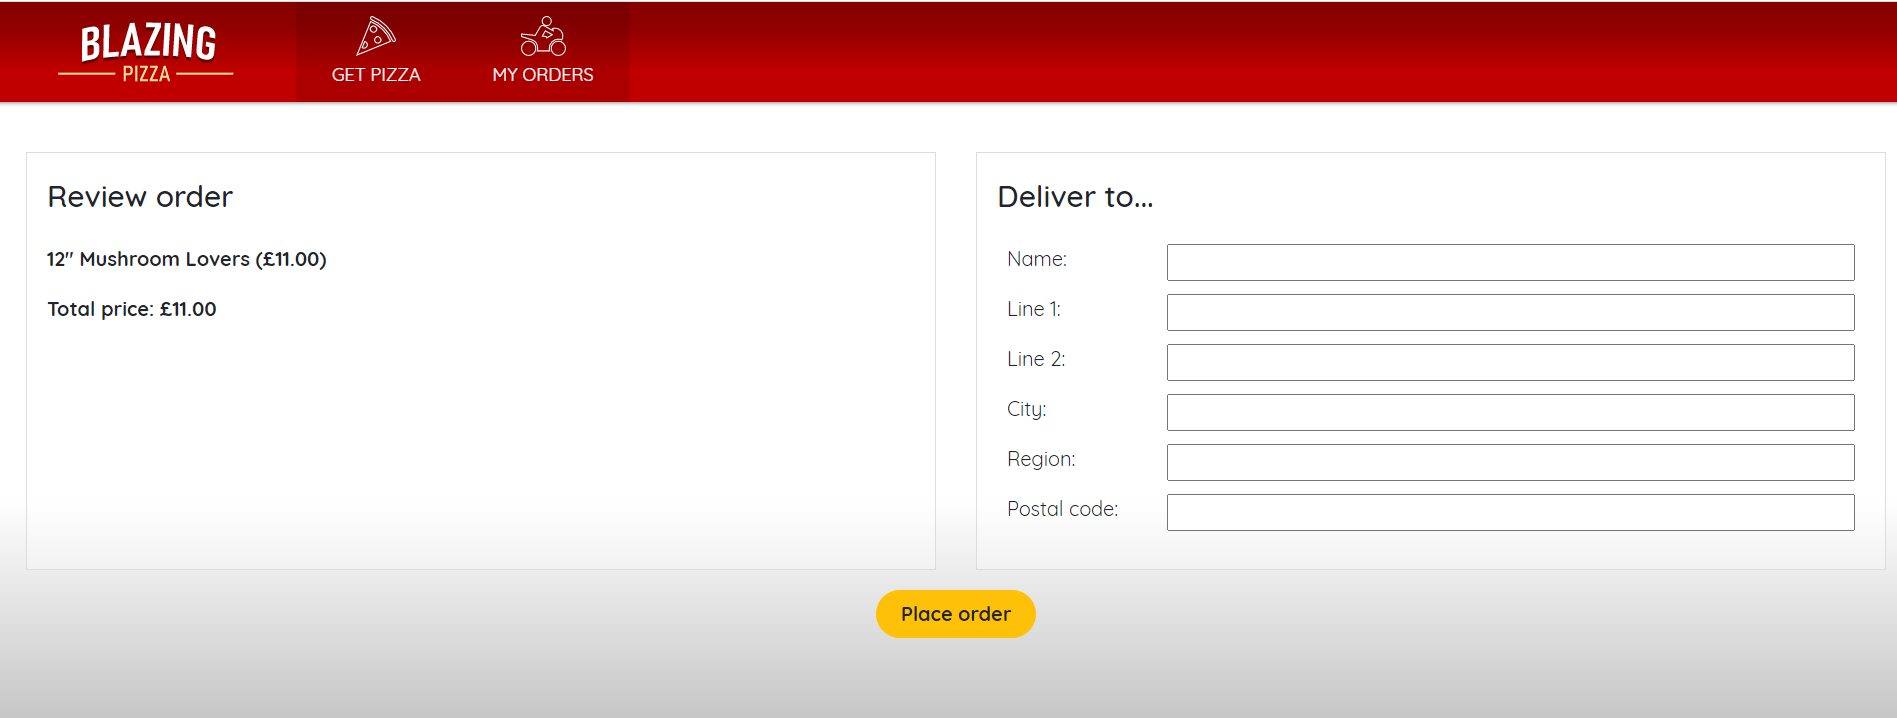 BLAZING
PIZZA
GET PIZZA
MY ORDERS
Review order
12" Mushroom Lovers (£11.00)
Total price: £11.00
Deliver to...
Name:
Line 1:
Line 2:
City:
Region:
Postal code:
Place order